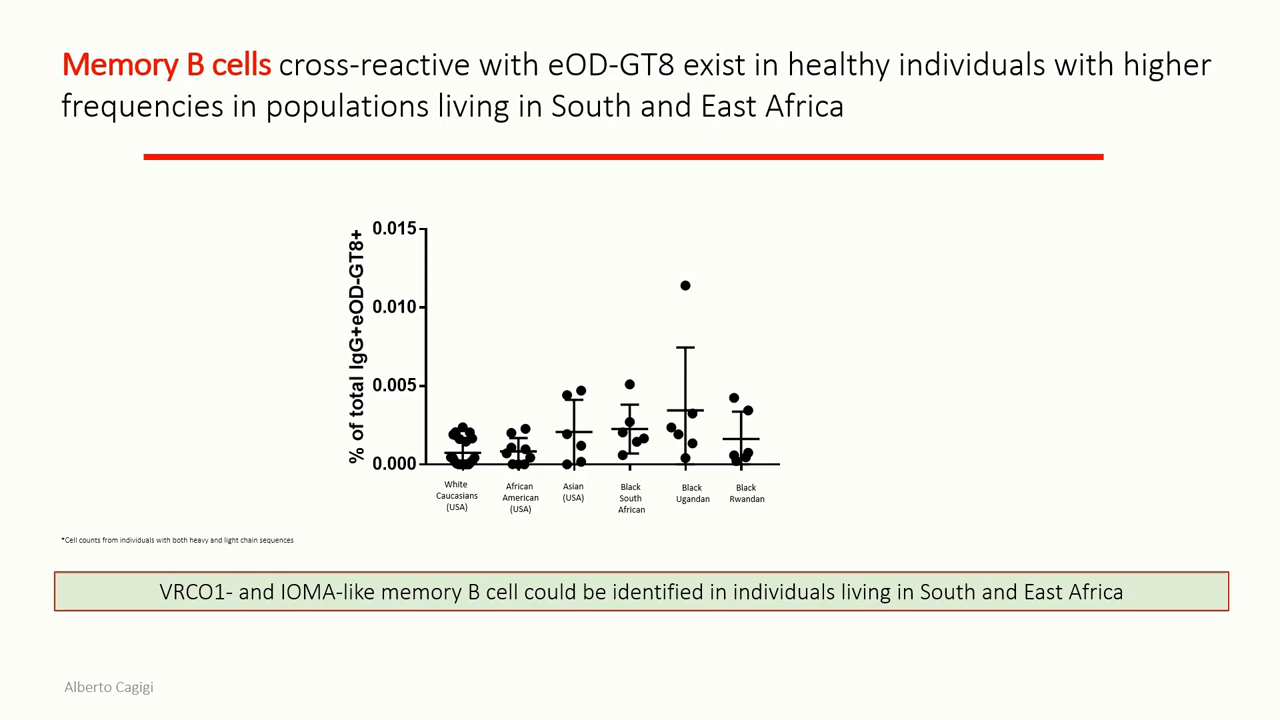 Memory B cells cross-reactive with eOD-GT8 exist in healthy individuals with higher
frequencies in populations living in South and East Africa
% of total IgG+eOD-GT8+
0.015
0.010
0.005
0.000
White
Caucasians
(USA)
African
American
(USA)
Asian
(USA)
Black
South
African
Black
Ugandan
Black
Rwandan
*Cell counts from individuals with both heavy and light chain sequences
VRCO1- and IOMA-like memory B cell could be identified in individuals living in South and East Africa
Alberto Cagigi